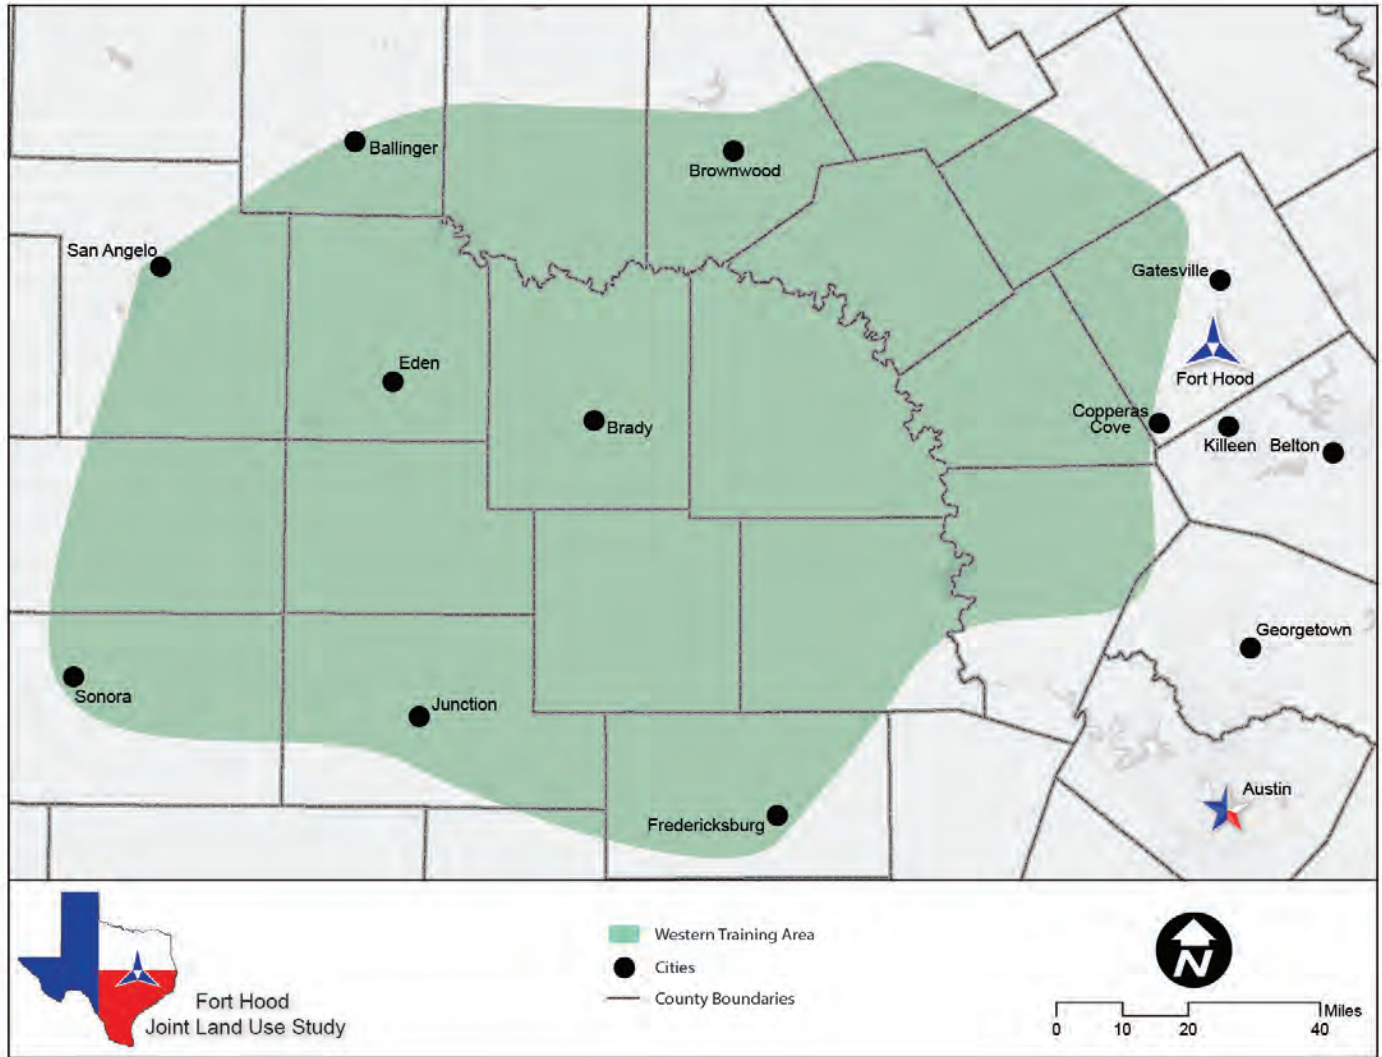 Ballinger
Brownwood
San Angelo
Gatesville
Eden
Fort Hood
Copperas
Cove
Brady
Killeen
Belton
Georgetown
Sonora
Junction
Austin
Fredericksburg
Fort Hood
Joint Land Use Study
Western Training Area
Cities
County Boundaries
N
Miles
0 10 20 40